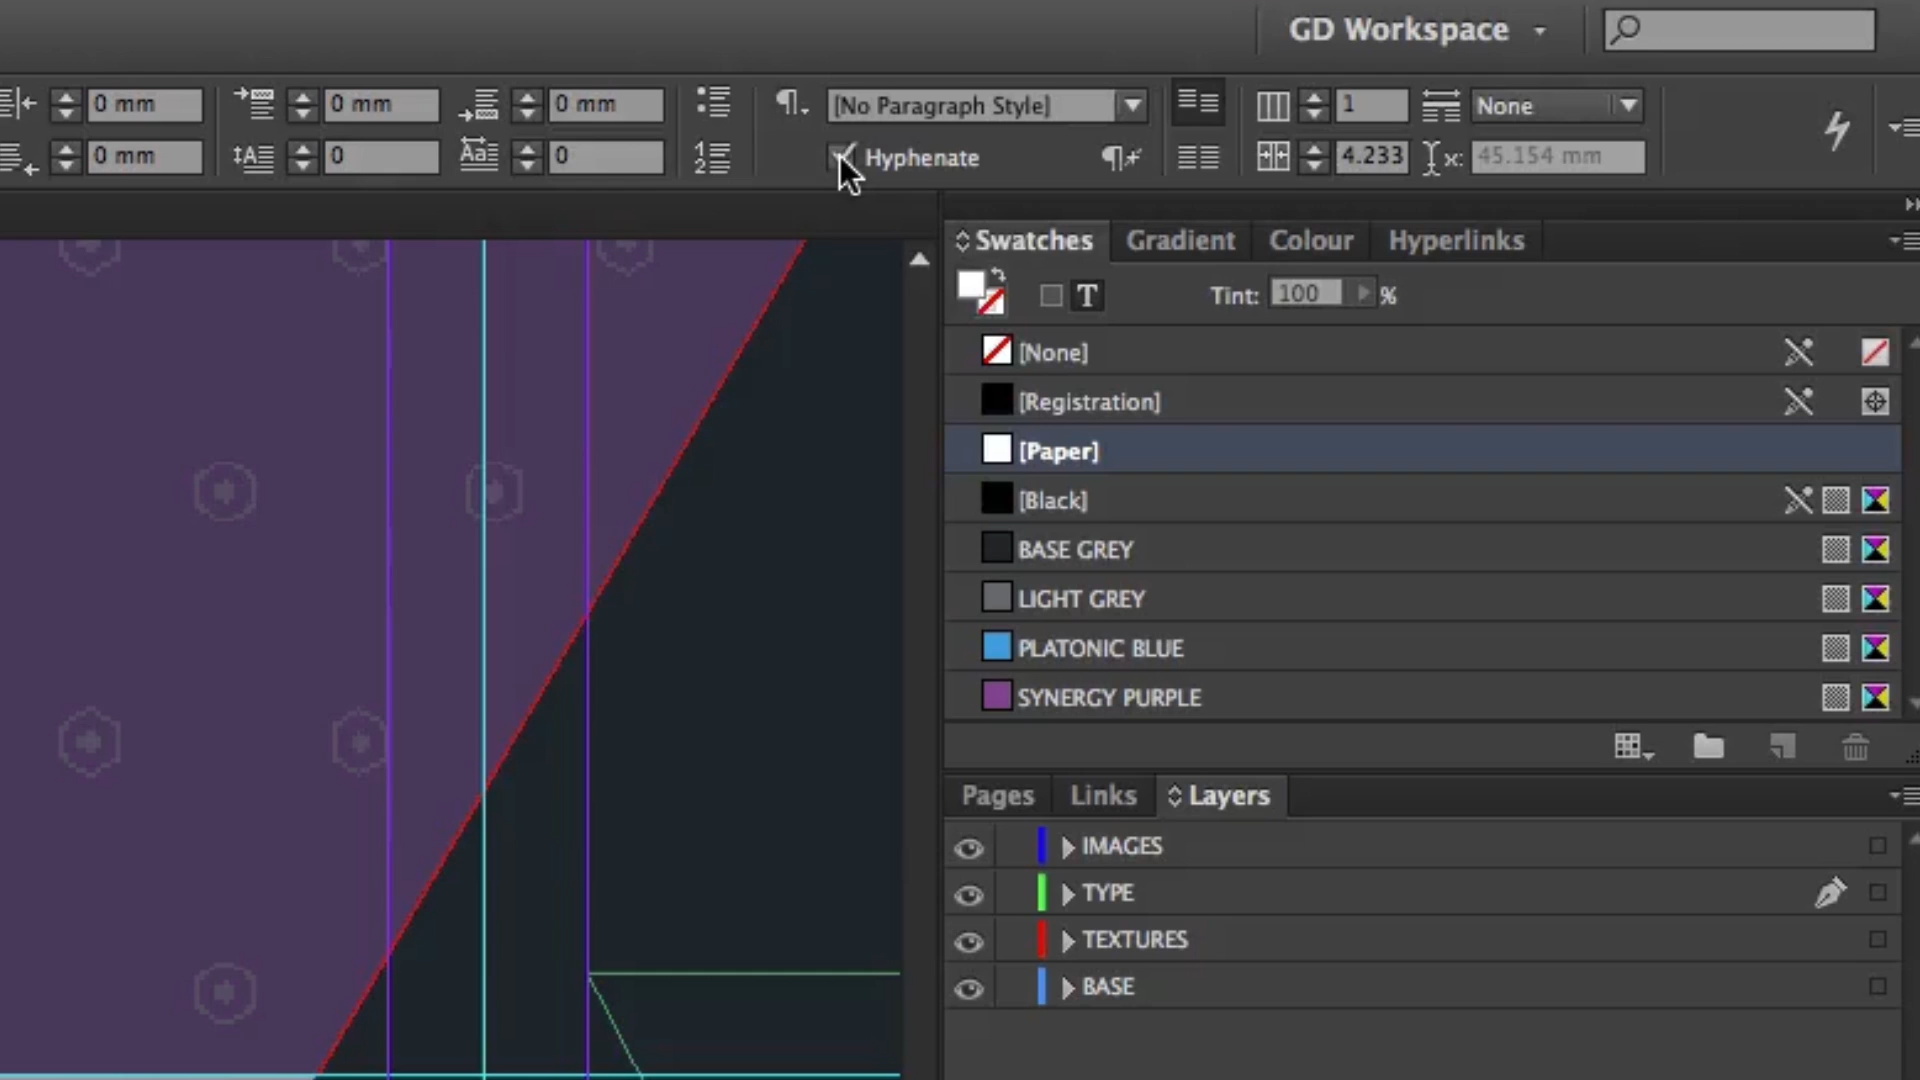 GD Workspace
0 mm 0 mm 0 mm [No Paragraph Style] 1 None
0 mm 0 0 Hyphenate 4.233 x: 45.154 mm
Swatches Gradient Colour Hyperlinks
T Tint: 100 %
[None]
[Registration]
[Paper]
[Black]
BASE GREY
LIGHT GREY
PLATONIC BLUE
SYNERGY PURPLE
Pages Links Layers
IMAGES
TYPE
TEXTURES
BASE